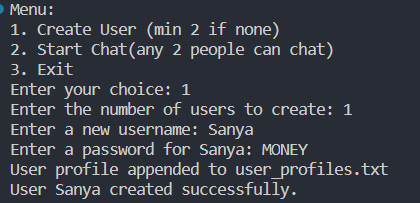 Menu:
1. Create User (min 2 if none)
2. Start Chat(any 2 people can chat)
3. Exit
Enter your choice: 1
Enter the number of users to create: 1
Enter a new username: Sanya
Enter a password for Sanya: MONEY
User profile appended to user_profiles.txt
User Sanya created successfully.